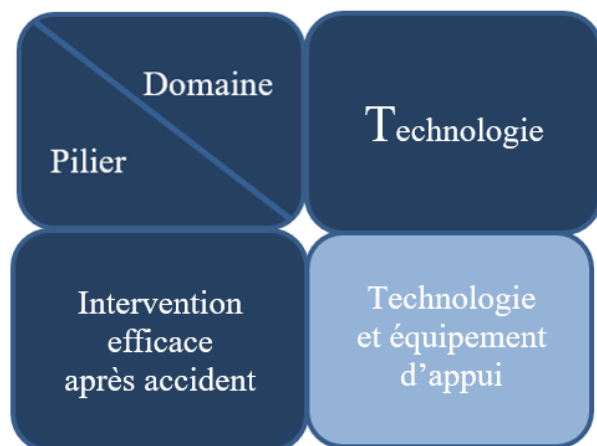 Domaine
Pilier
Technologie
Intervention
efficace
après accident
Technologie
et équipement
d’appui